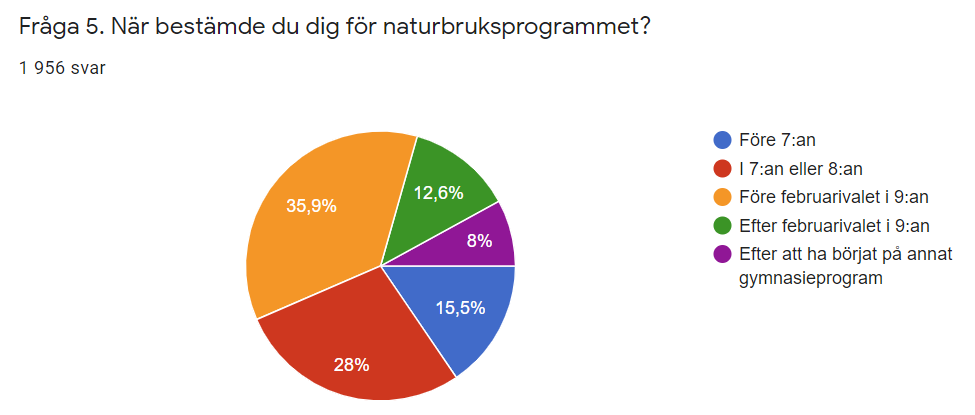 Fråga 5. När bestämde du dig för naturbruksprogrammet?
1 956 svar
35,9%
12,6%
8%
15,5%
28%
Före 7:an
I 7:an eller 8:an
Före februarivalet i 9:an
Efter februarivalet i 9:an
Efter att ha börjat på annat
gymnasieprogram